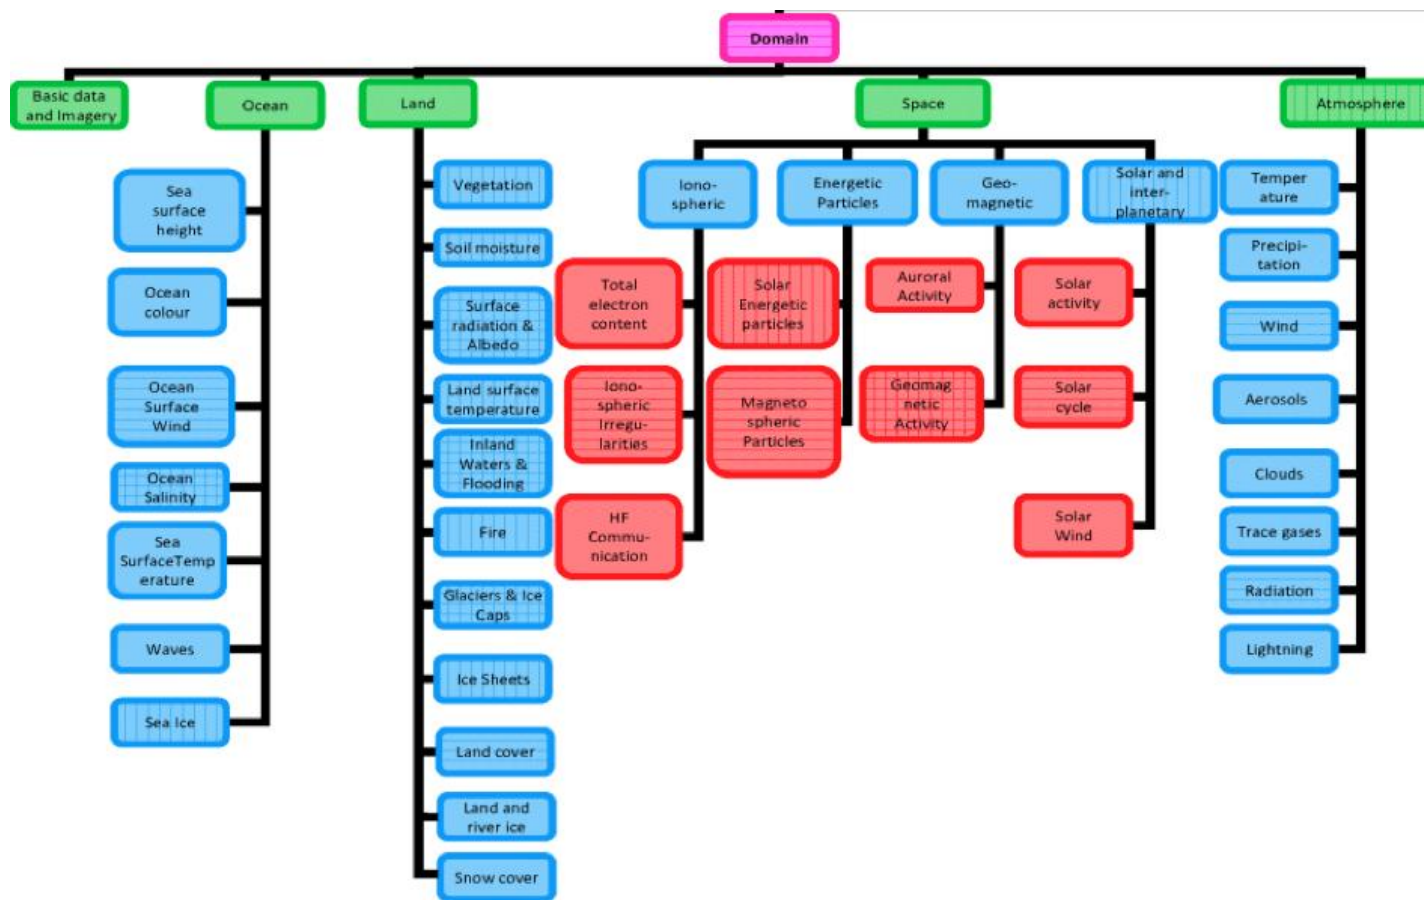 Domain
Basic data
and Imagery
Ocean
Land
Space
Atmosphere
Sea
surface
height
Ocean
colour
Ocean
Surface
Wind
Ocean
Salinity
Sea
SurfaceTemp
erature
Waves
Sea Ice
Vegetation
Soil moisture
Surface
radiation &
Albedo
Land surface
temperature
Inland
Waters &
Flooding
Fire
Glaciers & Ice
Caps
Ice Sheets
Land cover
Land and
river ice
Snow cover
Iono-
spheric
Total
electron
content
Iono-
spheric
Irregu-
larities
HF
Commu-
nication
Energetic
Particles
Solar
Energetic
particles
Magneto
spheric
Particles
Geo-
magnetic
Auroral
Activity
Geomag
netic
Activity
Solar and
inter-
planetary
Solar
activity
Solar
cycle
Solar
Wind
Temper
ature
Precipi-
tation
Wind
Aerosols
Clouds
Trace gases
Radiation
Lightning